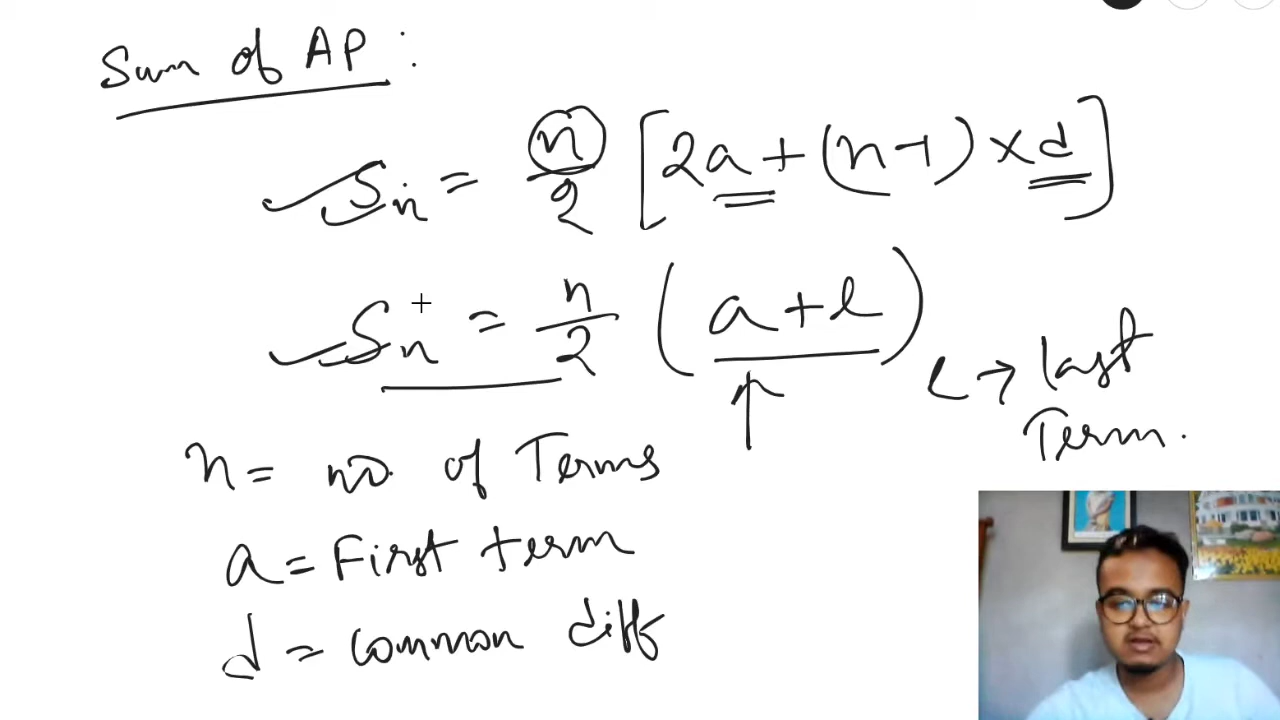 Sum of AP :
Sn = n/2 [2a + (n-1) × d]
Sn = n/2 (a + l)
L → last
Term.
n = no. of Terms
a = First term
d = common diff